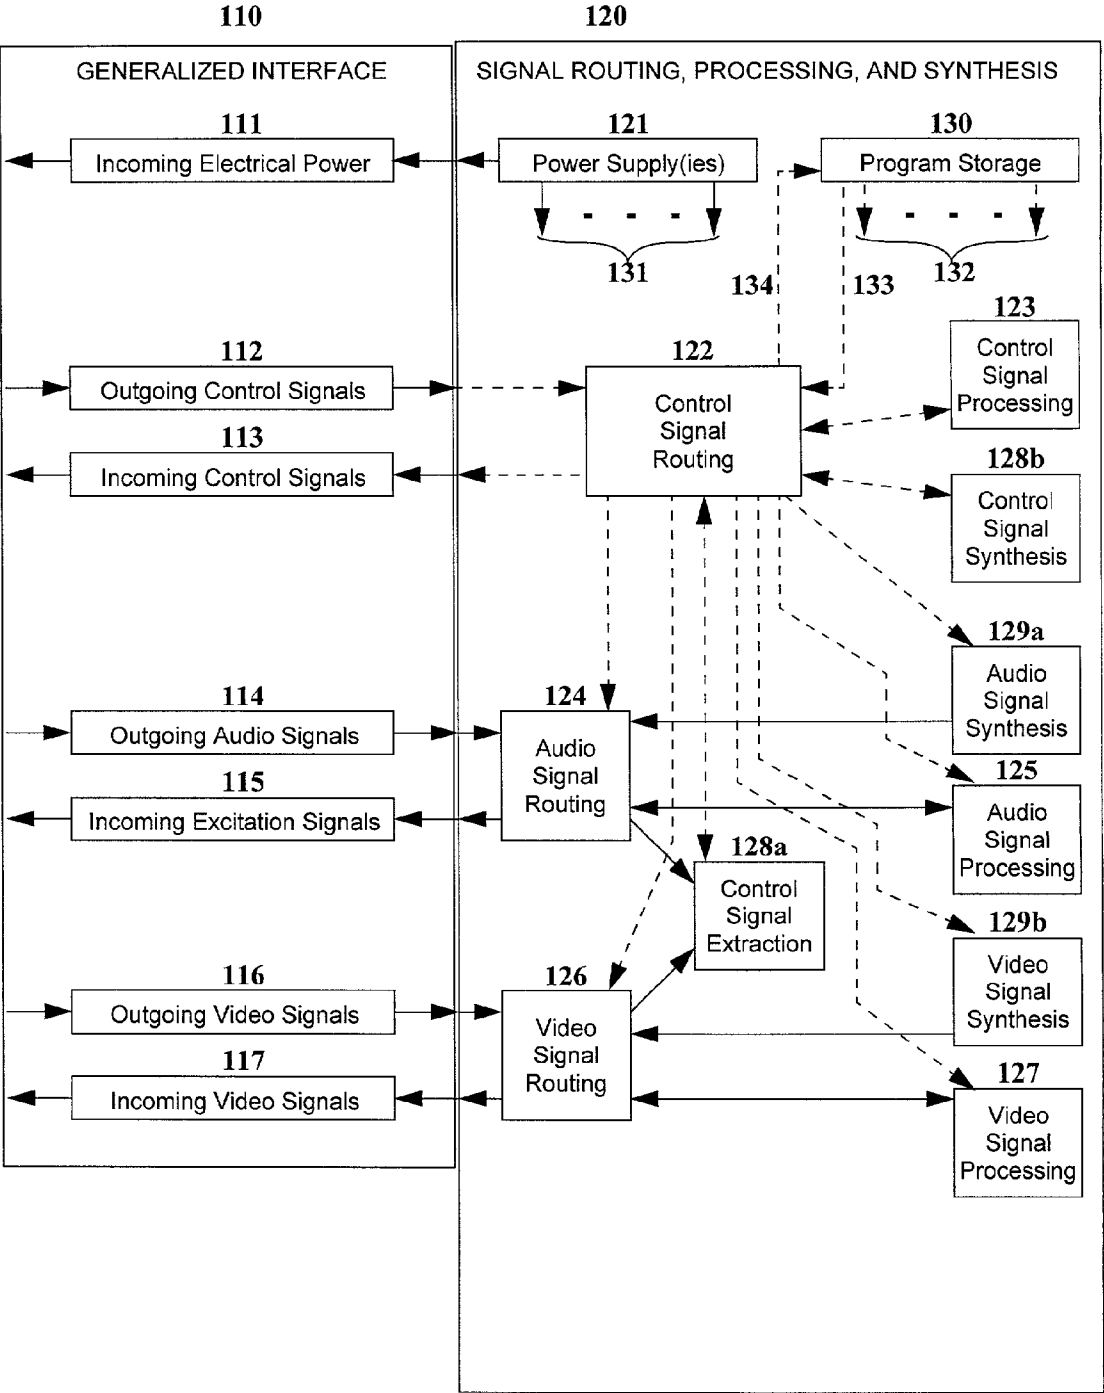 110
120
GENERALIZED INTERFACE
SIGNAL ROUTING, PROCESSING, AND SYNTHESIS
111
121
130
Incoming Electrical Power
Power Supply(ies)
Program Storage
131
132
134
133
123
Control
Signal
Processing
112
122
Outgoing Control Signals
Control
Signal
Routing
113
Incoming Control Signals
128b
Control
Signal
Synthesis
129a
Audio
Signal
Synthesis
114
124
Outgoing Audio Signals
Audio
Signal
Routing
115
Incoming Excitation Signals
125
Audio
Signal
Processing
128a
Control
Signal
Extraction
129b
Video
Signal
Synthesis
116
126
Outgoing Video Signals
Video
Signal
Routing
117
Incoming Video Signals
127
Video
Signal
Processing